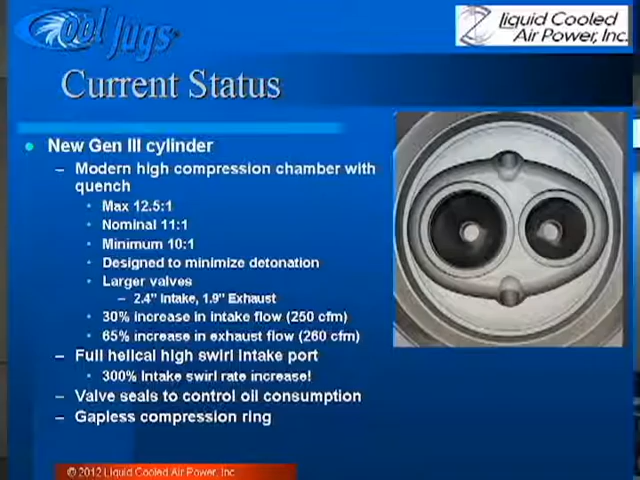 Cool Jugs
Liquid Cooled
Air Power, Inc.
Current Status
New Gen III cylinder
– Modern high compression chamber with
quench
Max 12.5:1
Nominal 11:1
Minimum 10:1
Designed to minimize detonation
Larger valves
– 2.4" Intake, 1.9" Exhaust
30% increase in intake flow (250 cfm)
65% increase in exhaust flow (260 cfm)
– Full helical high swirl intake port
300% Intake swirl rate increase!
– Valve seals to control oil consumption
– Gapless compression ring
© 2012 Liquid Cooled Air Power, Inc